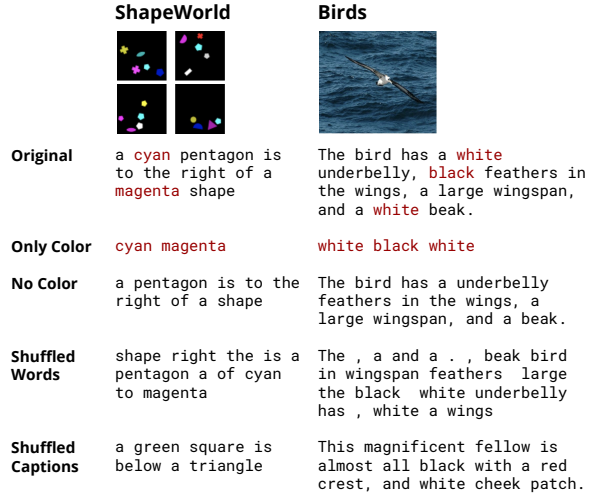 ShapeWorld Birds
Original
a cyan pentagon is
to the right of a
magenta shape
The bird has a white
underbelly, black feathers in
the wings, a large wingspan,
and a white beak.
Only Color
cyan magenta
white black white
No Color
a pentagon is to the
right of a shape
The bird has a underbelly
feathers in the wings, a
large wingspan, and a beak.
Shuffled
Words
shape right the is a
pentagon a of cyan
to magenta
The , a and a . , beak bird
in wingspan feathers large
the black white underbelly
has , white a wings
Shuffled
Captions
a green square is
below a triangle
This magnificent fellow is
almost all black with a red
crest, and white cheek patch.